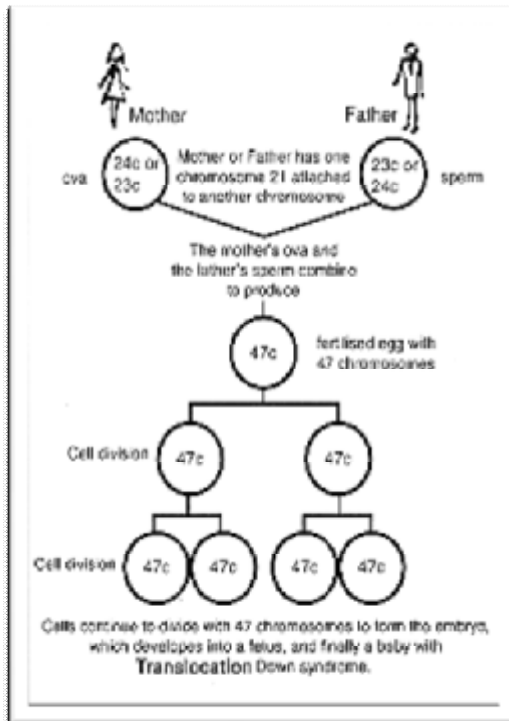 Mother
Father
ova
24c or
23c
Mother or Father has one
chromosome 21 attached
to another chromosome
23c or
24c
sperm
The mother's ova and
the father's sperm combine
to produce
47c
fertilised egg with
47 chromosomes
Cell division
47c
47c
Cell division
47c
47c
47c
47c
Cells continue to divide with 47 chromosomes to form the embryo,
which developes into a fetus, and finally a baby with
Translocation Down syndrome.